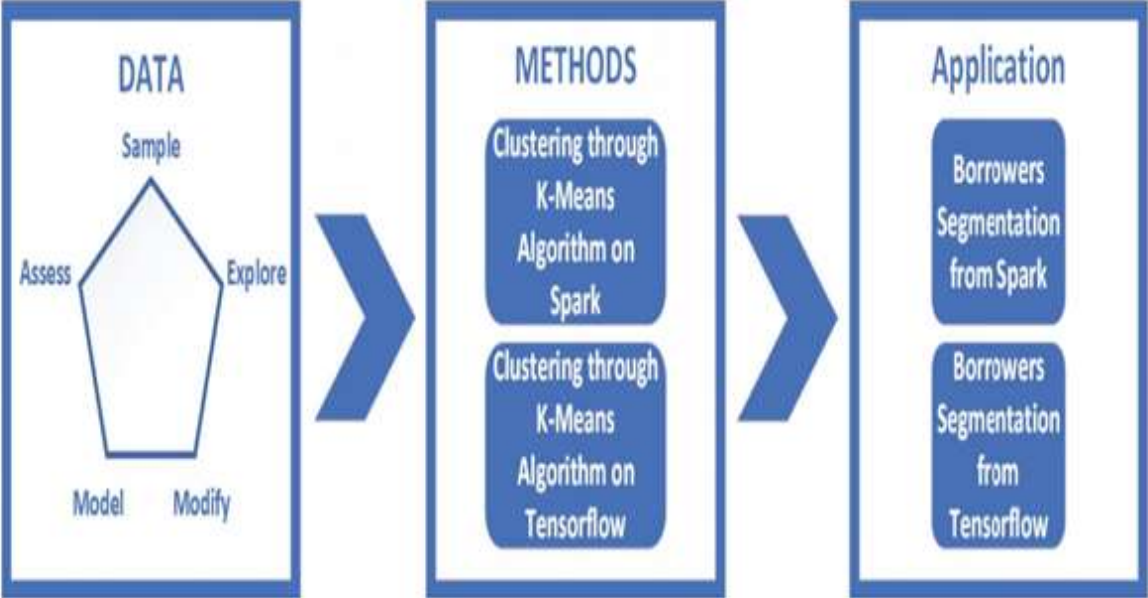 DATA
Sample
Assess
Explore
Model
Modify
METHODS
Clustering through
K-Means
Algorithm on
Spark
Clustering through
K-Means
Algorithm on
Tensorflow
Application
Borrowers
Segmentation
from Spark
Borrowers
Segmentation
from
Tensorflow